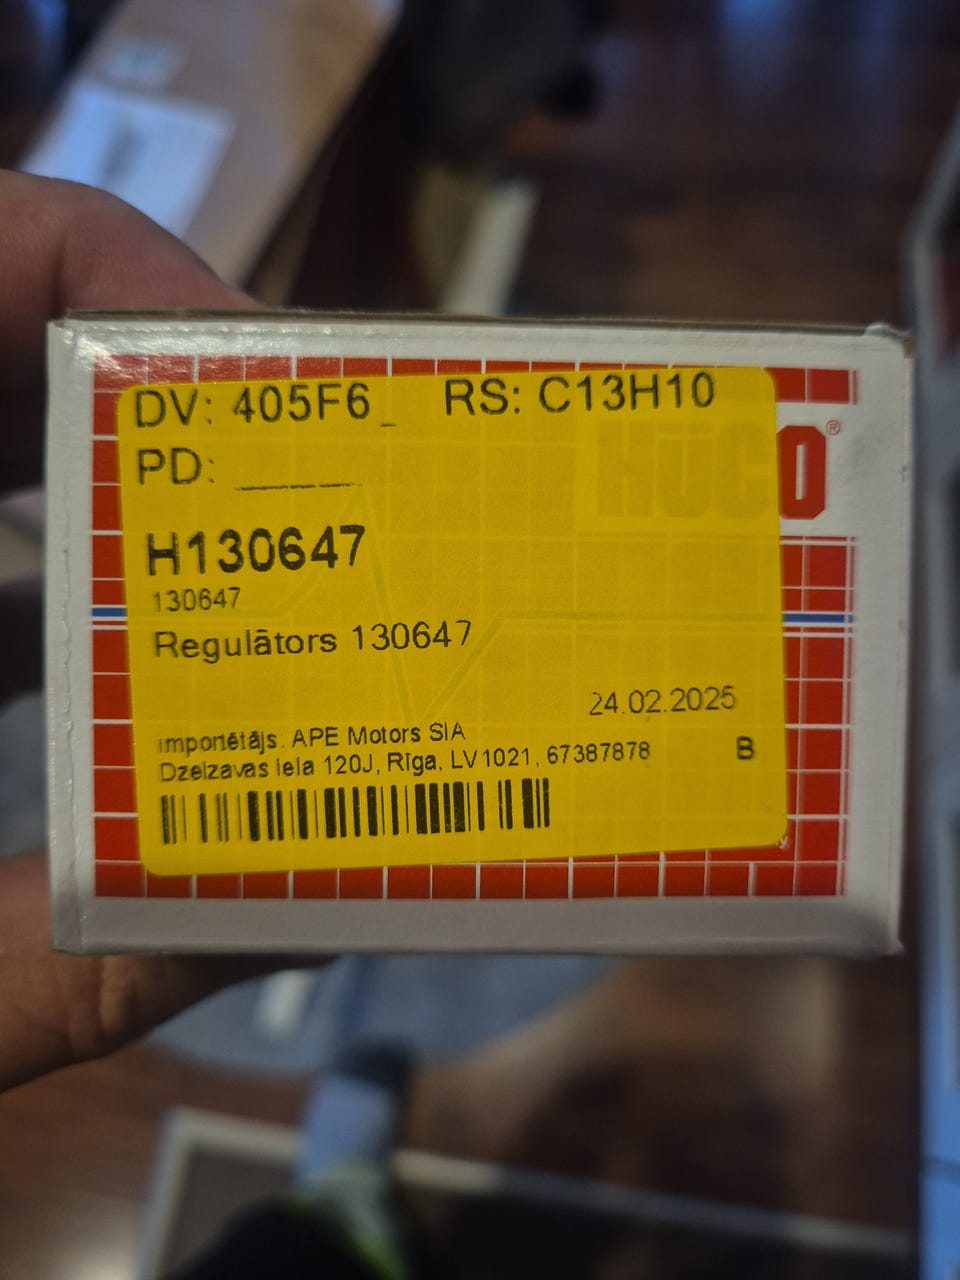 DV: 405F6_ RS: C13H10
PD: ______
HüCO®
H130647
130647
Regulātors 130647
24.02.2025
Importētājs: APE Motors SIA
Dzelzavas iela 120J, Rīga, LV1021, 67387878 B